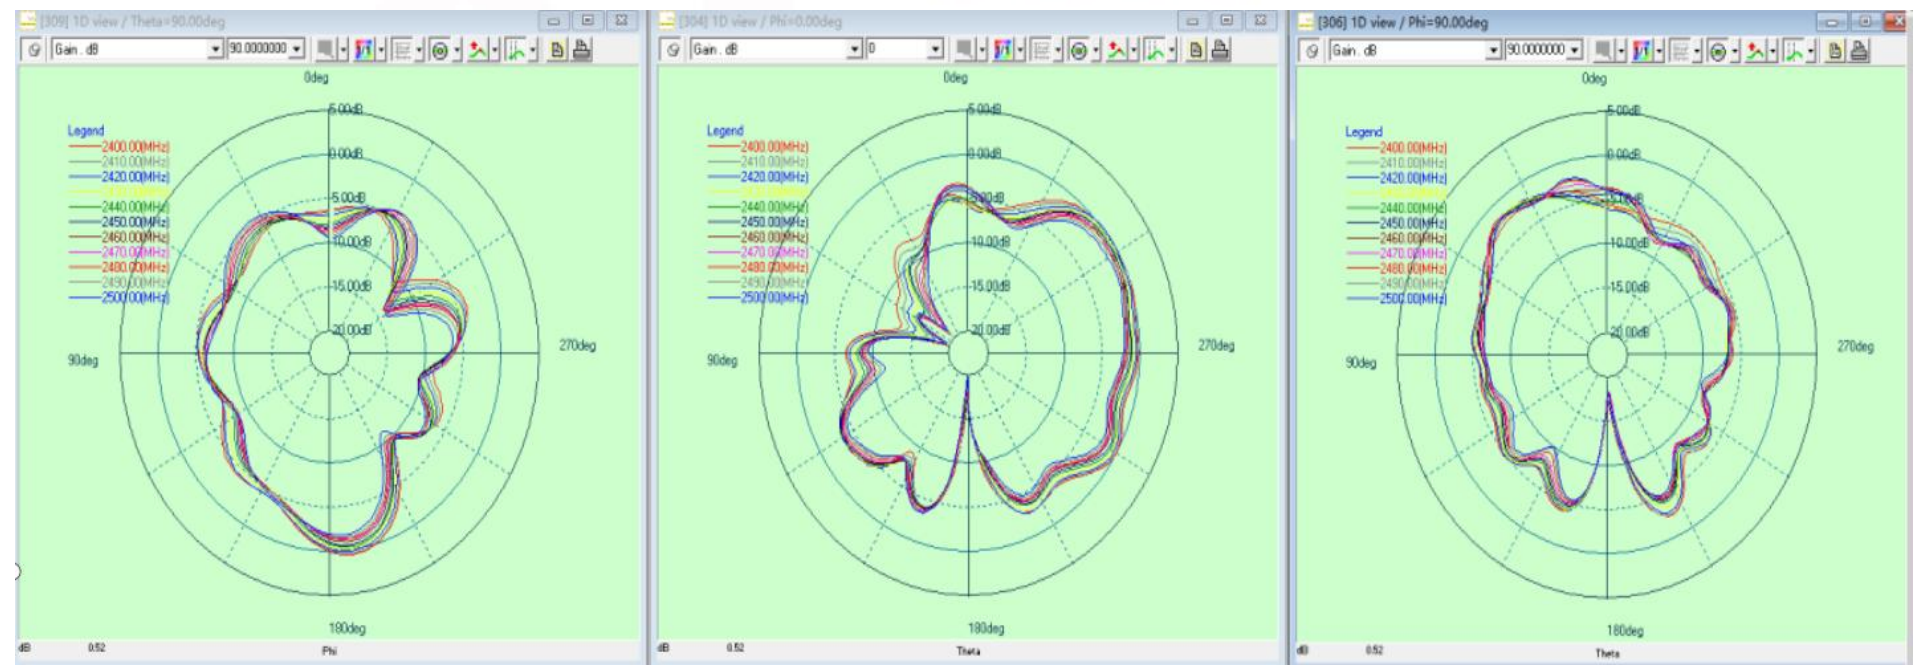 [309] 1D view / Theta=90.00deg
Gain . dB
90.0000000
0deg
5.00dB
Legend
2400.00(MHz)
2410.00(MHz)
0.00dB
2420.00(MHz)
5.00dB
2440.00(MHz)
2450.00(MHz)
2460.00(MHz)
10.00dB
2470.00(MHz)
2480.00(MHz)
2490.00(MHz)
15.00dB
2500.00(MHz)
20.00dB
90deg
270deg
180deg
dB
0.52
Phi
[304] 1D view / Phi=0.00deg
Gain . dB
0
0deg
5.00dB
Legend
2400.00(MHz)
2410.00(MHz)
0.00dB
2420.00(MHz)
5.00dB
2440.00(MHz)
2450.00(MHz)
2460.00(MHz)
10.00dB
2470.00(MHz)
2480.00(MHz)
2490.00(MHz)
15.00dB
2500.00(MHz)
20.00dB
90deg
270deg
180deg
dB
0.52
Theta
[306] 1D view / Phi=90.00deg
Gain . dB
90.0000000
0deg
5.00dB
Legend
2400.00(MHz)
2410.00(MHz)
0.00dB
2420.00(MHz)
5.00dB
2440.00(MHz)
2450.00(MHz)
2460.00(MHz)
10.00dB
2470.00(MHz)
2480.00(MHz)
2490.00(MHz)
15.00dB
2500.00(MHz)
20.00dB
90deg
270deg
180deg
dB
0.52
Theta